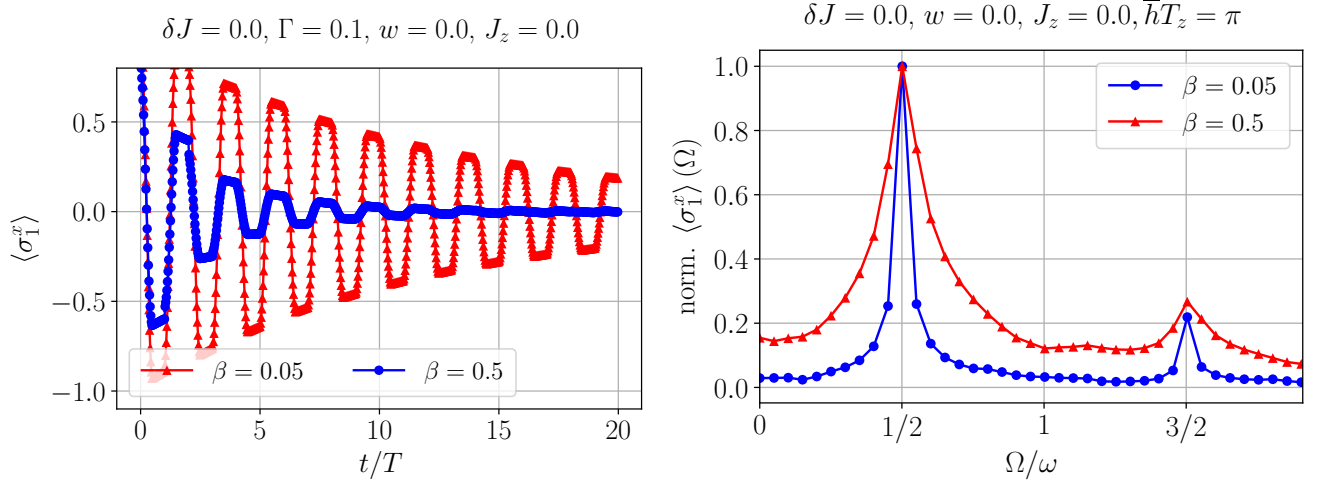 δJ = 0.0, Γ = 0.1, w = 0.0, J_z = 0.0
⟨σ_1^x⟩
0.5
0.0
−0.5
−1.0
β = 0.05
β = 0.5
0
5
10
15
20
t/T
δJ = 0.0, w = 0.0, J_z = 0.0, h̅T_z = π
norm. ⟨σ_1^x⟩ (Ω)
1.0
0.8
0.6
0.4
0.2
0.0
β = 0.05
β = 0.5
0
1/2
1
3/2
Ω/ω